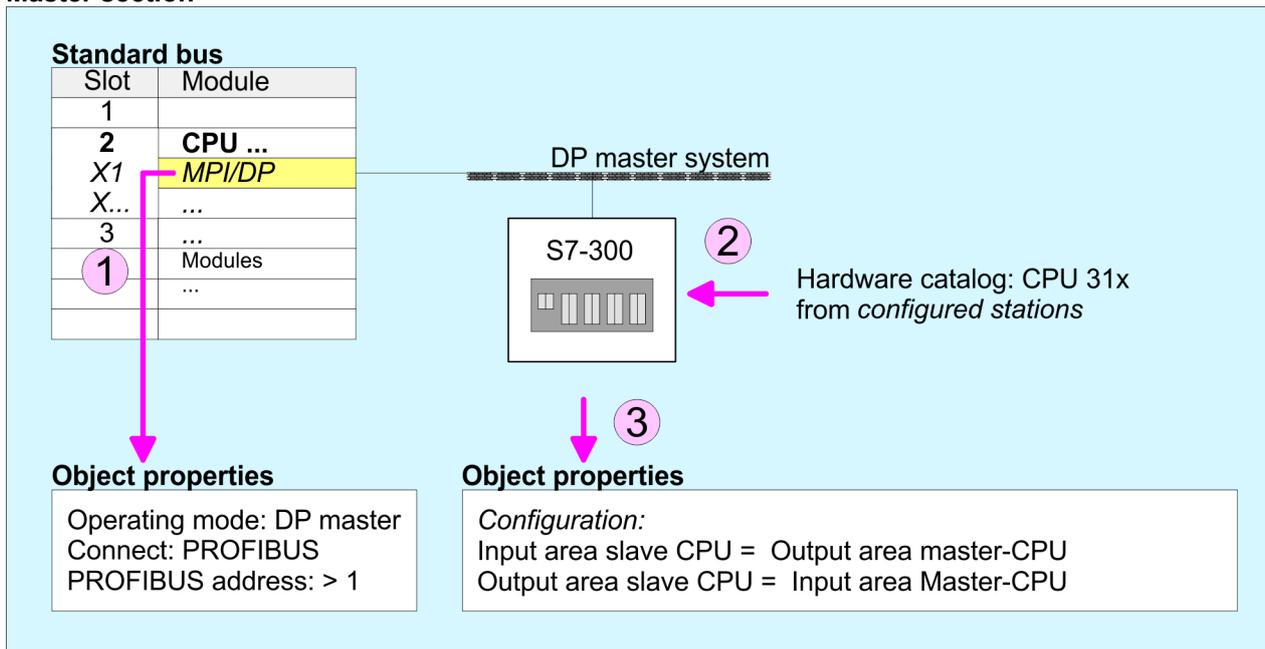 Master section
Standard bus
Slot Module
1
2 CPU ...
X1 MPI/DP
X... ...
3 ...
Modules
...
1
DP master system
S7-300
2
Hardware catalog: CPU 31x
from configured stations
3
Object properties
Operating mode: DP master
Connect: PROFIBUS
PROFIBUS address: > 1
Object properties
Configuration:
Input area slave CPU = Output area master-CPU
Output area slave CPU = Input area Master-CPU